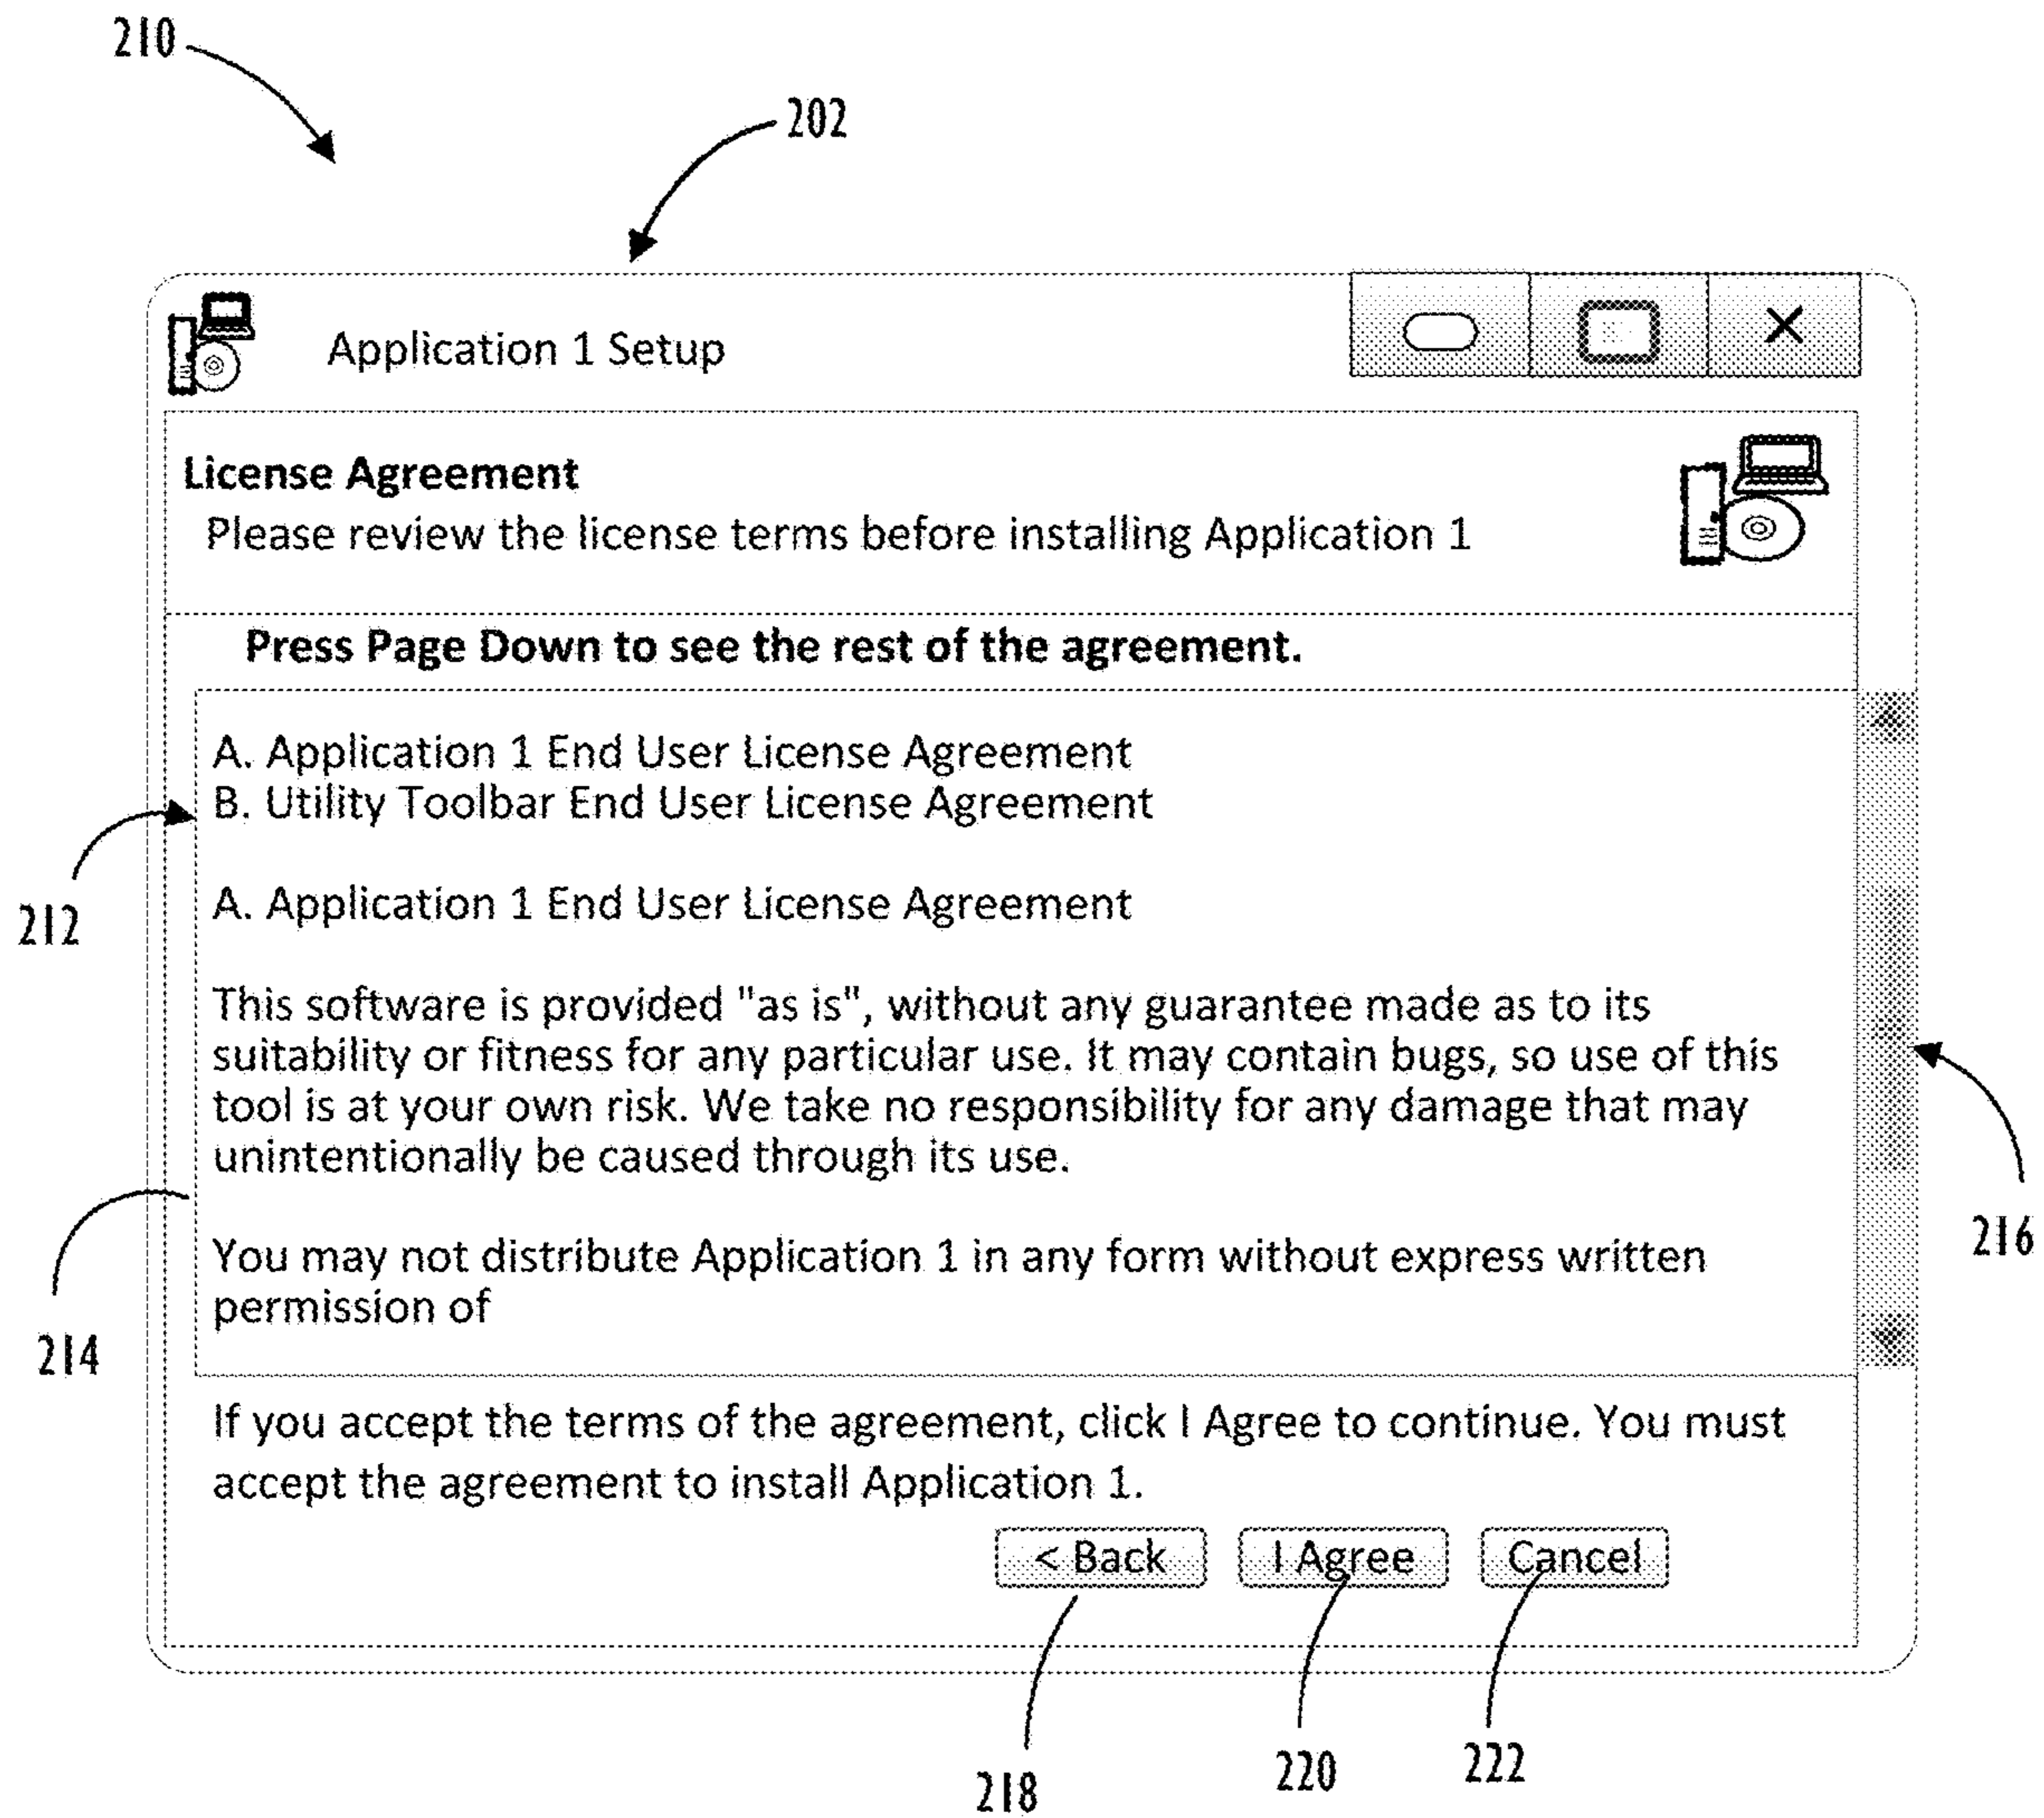 210
202
Application 1 Setup
License Agreement
Please review the license terms before installing Application 1
Press Page Down to see the rest of the agreement.
A. Application 1 End User License Agreement
B. Utility Toolbar End User License Agreement
212
A. Application 1 End User License Agreement
This software is provided "as is", without any guarantee made as to its
suitability or fitness for any particular use. It may contain bugs, so use of this
tool is at your own risk. We take no responsibility for any damage that may
unintentionally be caused through its use.
216
You may not distribute Application 1 in any form without express written
permission of
214
If you accept the terms of the agreement, click I Agree to continue. You must
accept the agreement to install Application 1.
< Back I Agree Cancel
218 220 222